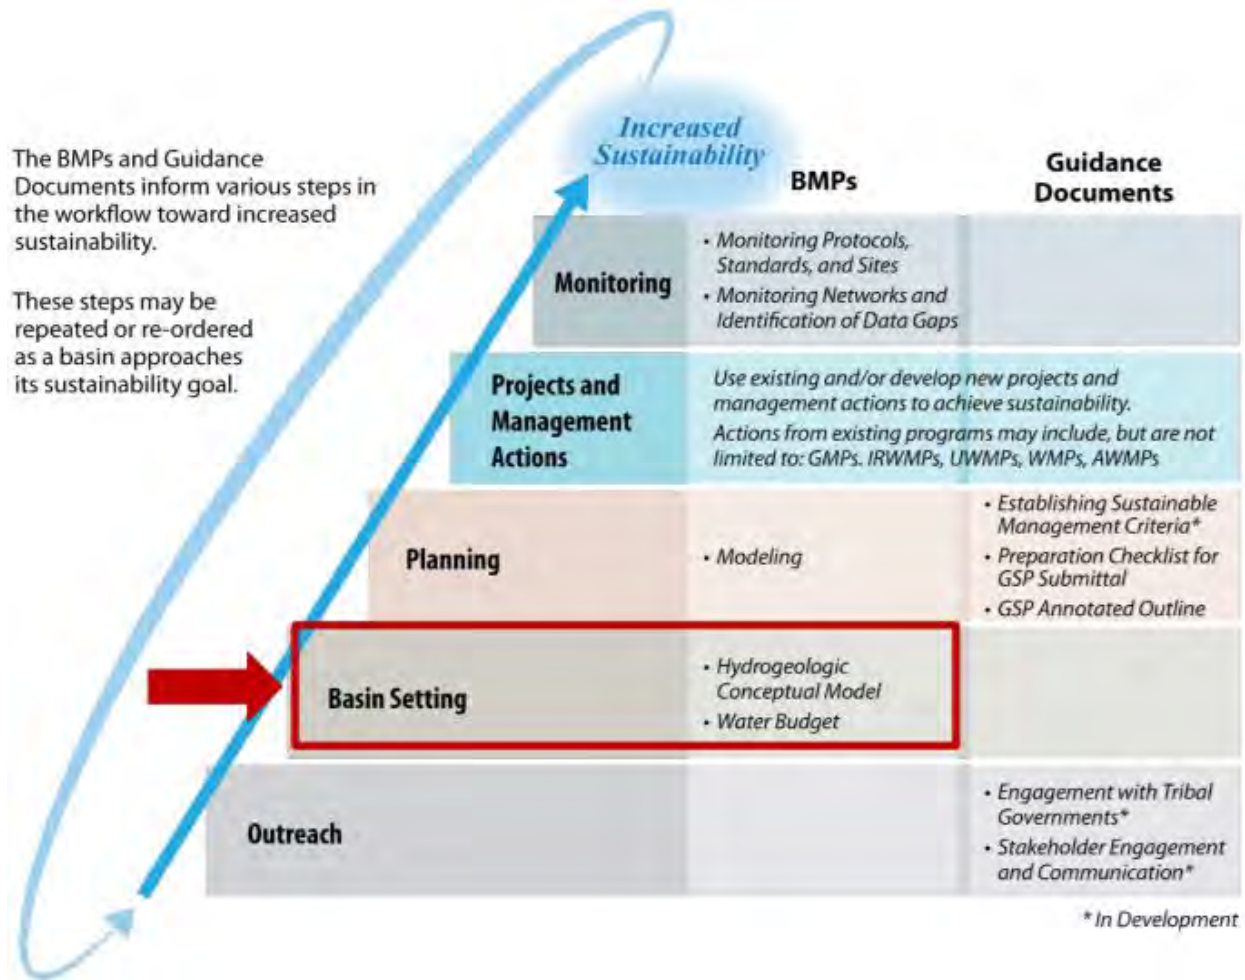 Increased
Sustainability
BMPs
Guidance
Documents
The BMPs and Guidance
Documents inform various steps in
the workflow toward increased
sustainability.
These steps may be
repeated or re-ordered
as a basin approaches
its sustainability goal.
Monitoring
• Monitoring Protocols,
Standards, and Sites
• Monitoring Networks and
Identification of Data Gaps
Projects and
Management
Actions
Use existing and/or develop new projects and
management actions to achieve sustainability.
Actions from existing programs may include, but are not
limited to: GMPs. IRWMPs, UWMPs, WMPs, AWMPs
Planning
• Modeling
• Establishing Sustainable
Management Criteria*
• Preparation Checklist for
GSP Submittal
• GSP Annotated Outline
Basin Setting
• Hydrogeologic
Conceptual Model
• Water Budget
Outreach
• Engagement with Tribal
Governments*
• Stakeholder Engagement
and Communication*
* In Development